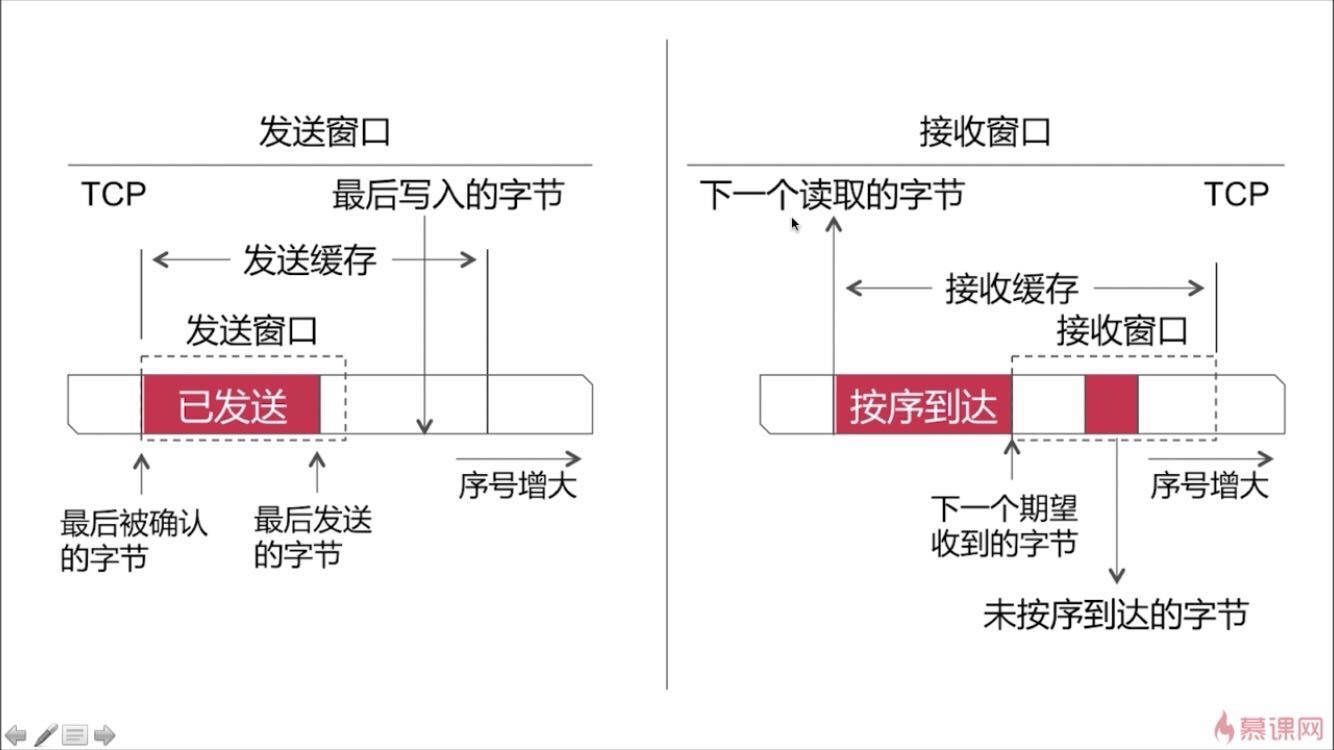 发送窗口
TCP
最后写入的字节
发送缓存
发送窗口
已发送
序号增大
最后被确认
的字节
最后发送
的字节
接收窗口
下一个读取的字节
TCP
接收缓存
接收窗口
按序到达
序号增大
下一个期望
收到的字节
未按序到达的字节
慕课网